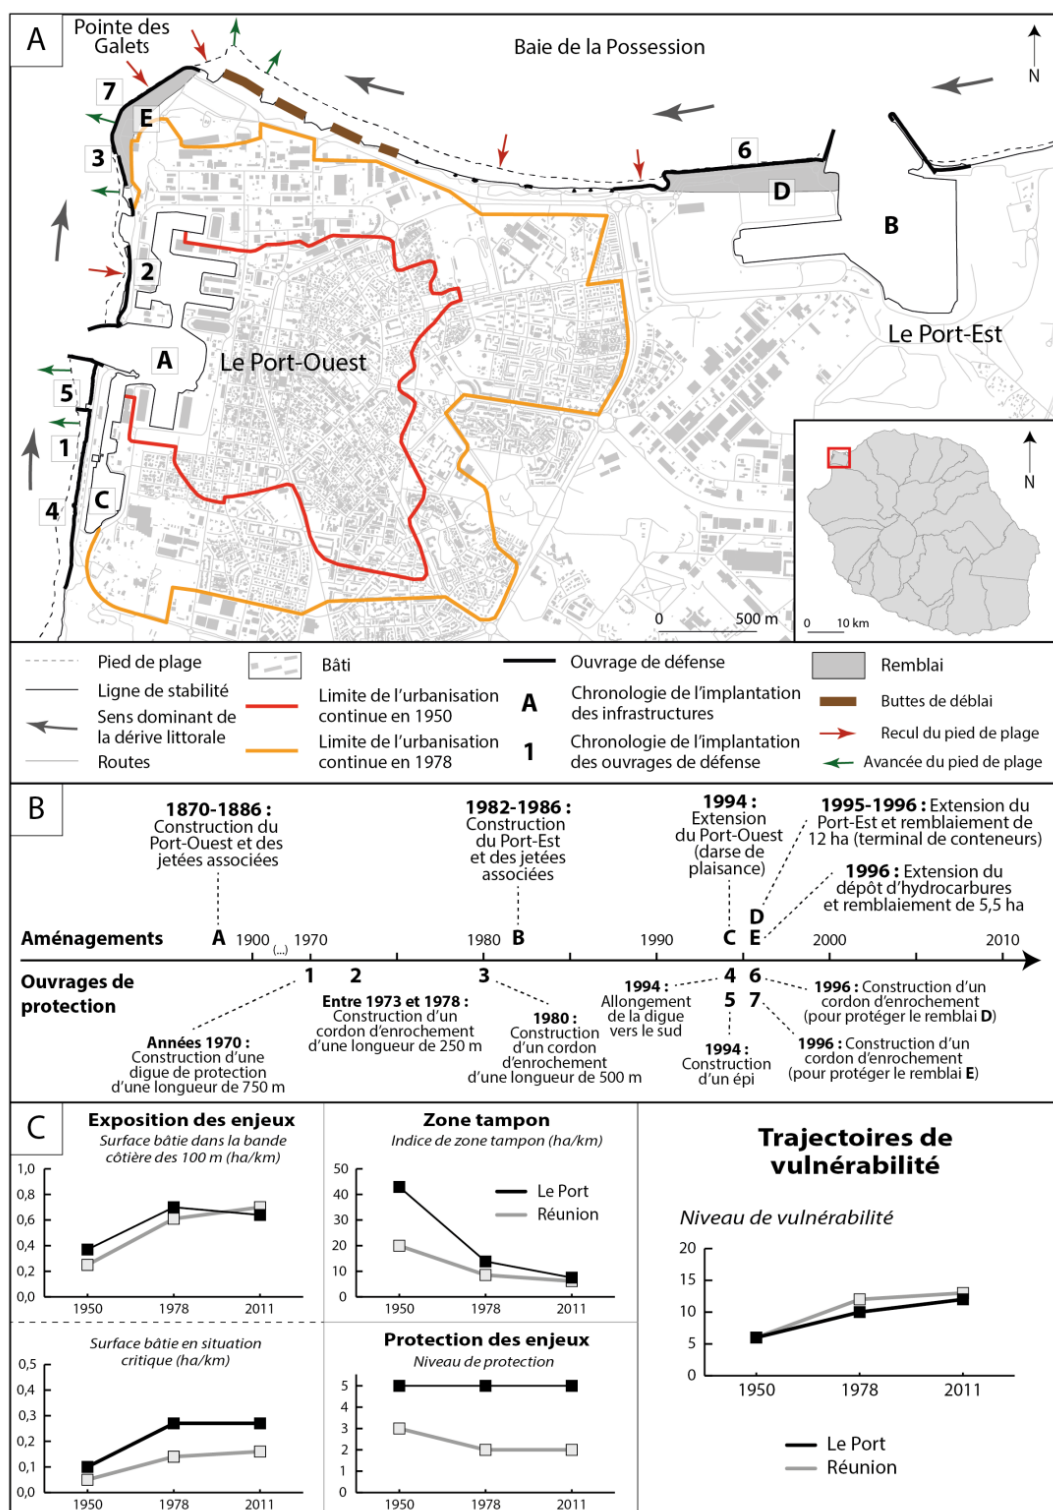 A
Pointe des
Galets
Baie de la Possession
N
7
E
3
6
D
B
2
A
Le Port-Ouest
Le Port-Est
5
1
C
4
0 500 m
N
0 10 km
Pied de plage
Ligne de stabilité
Sens dominant de
la dérive littorale
Routes
Bâti
Limite de l'urbanisation
continue en 1950
Limite de l'urbanisation
continue en 1978
Ouvrage de défense
A Chronologie de l'implantation
des infrastructures
1 Chronologie de l'implantation
des ouvrages de défense
Remblai
Buttes de déblai
Recul du pied de plage
Avancée du pied de plage
B
1870-1886 :
Construction du
Port-Ouest et des
jetées associées
1982-1986 :
Construction
du Port-Est
et des jetées
associées
1994 :
Extension
du Port-Ouest
(darse de
plaisance)
1995-1996 : Extension du
Port-Est et remblaiement de
12 ha (terminal de conteneurs)
1996 : Extension du
dépôt d'hydrocarbures
et remblaiement de 5,5 ha
D
Aménagements A B C E
1900 (...) 1970 1980 1990 2000 2010
Ouvrages de
protection
1 2 3 4 6
5 7
Années 1970 :
Construction d'une
digue de protection
d'une longueur de 750 m
Entre 1973 et 1978 :
Construction d'un
cordon d'enrochement
d'une longueur de 250 m
1980 :
Construction
d'un cordon
d'enrochement
d'une longueur de 500 m
1994 :
Allongement
de la digue
vers le sud
1994 :
Construction
d'un épi
1996 : Construction d'un
cordon d'enrochement
(pour protéger le remblai D)
1996 : Construction d'un
cordon d'enrochement
(pour protéger le remblai E)
C
Exposition des enjeux
Surface bâtie dans la bande
côtière des 100 m (ha/km)
1,0
0,8
0,6
0,4
0,2
0,0
1950 1978 2011
Zone tampon
Indice de zone tampon (ha/km)
50
40
30
20
10
0
Le Port
Réunion
1950 1978 2011
Surface bâtie en situation
critique (ha/km)
0,5
0,4
0,3
0,2
0,1
0,0
1950 1978 2011
Protection des enjeux
Niveau de protection
5
4
3
2
1
0
1950 1978 2011
Trajectoires de
vulnérabilité
Niveau de vulnérabilité
20
15
10
5
0
1950 1978 2011
Le Port
Réunion